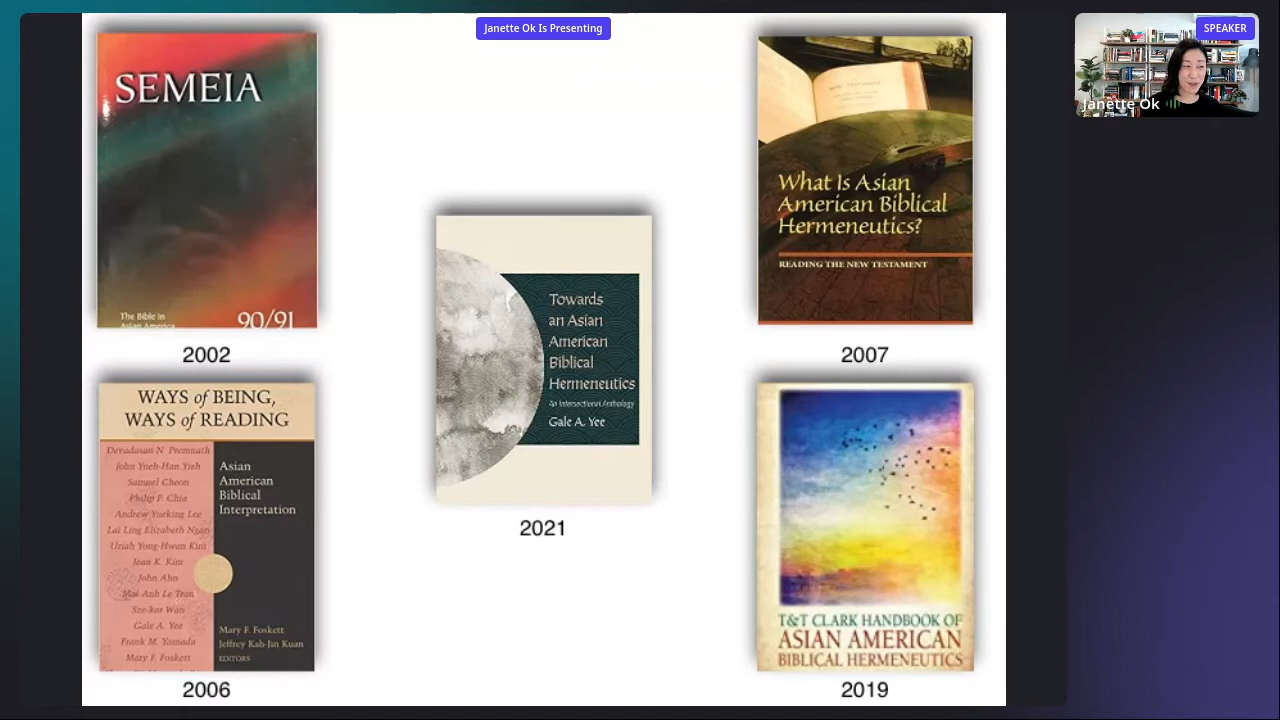 Janette Ok Is Presenting
SPEAKER
Janette Ok
SEMEIA
The Bible in
Asian America
90/91
2002
WAYS of BEING,
WAYS of READING
Devadasan N. Premnath
John Yueh-Han Yieh
Samuel Cheon
Philip P. Chia
Andrew Yueking Lee
Lai Ling Elizabeth Ngan
Uriah Yong-Hwan Kim
Jean K. Kim
John Ahn
Mai-Anh Le Tran
Sze-kar Wan
Gale A. Yee
Frank M. Yamada
Mary F. Foskett
Asian
American
Biblical
Interpretation
Mary F. Foskett
Jeffrey Kah-Jin Kuan
EDITORS
2006
Towards
an Asian
American
Biblical
Hermeneutics
An Intersectional Anthology
Gale A. Yee
2021
What Is Asian
American Biblical
Hermeneutics?
READING THE NEW TESTAMENT
2007
T&T CLARK HANDBOOK OF
ASIAN AMERICAN
BIBLICAL HERMENEUTICS
2019